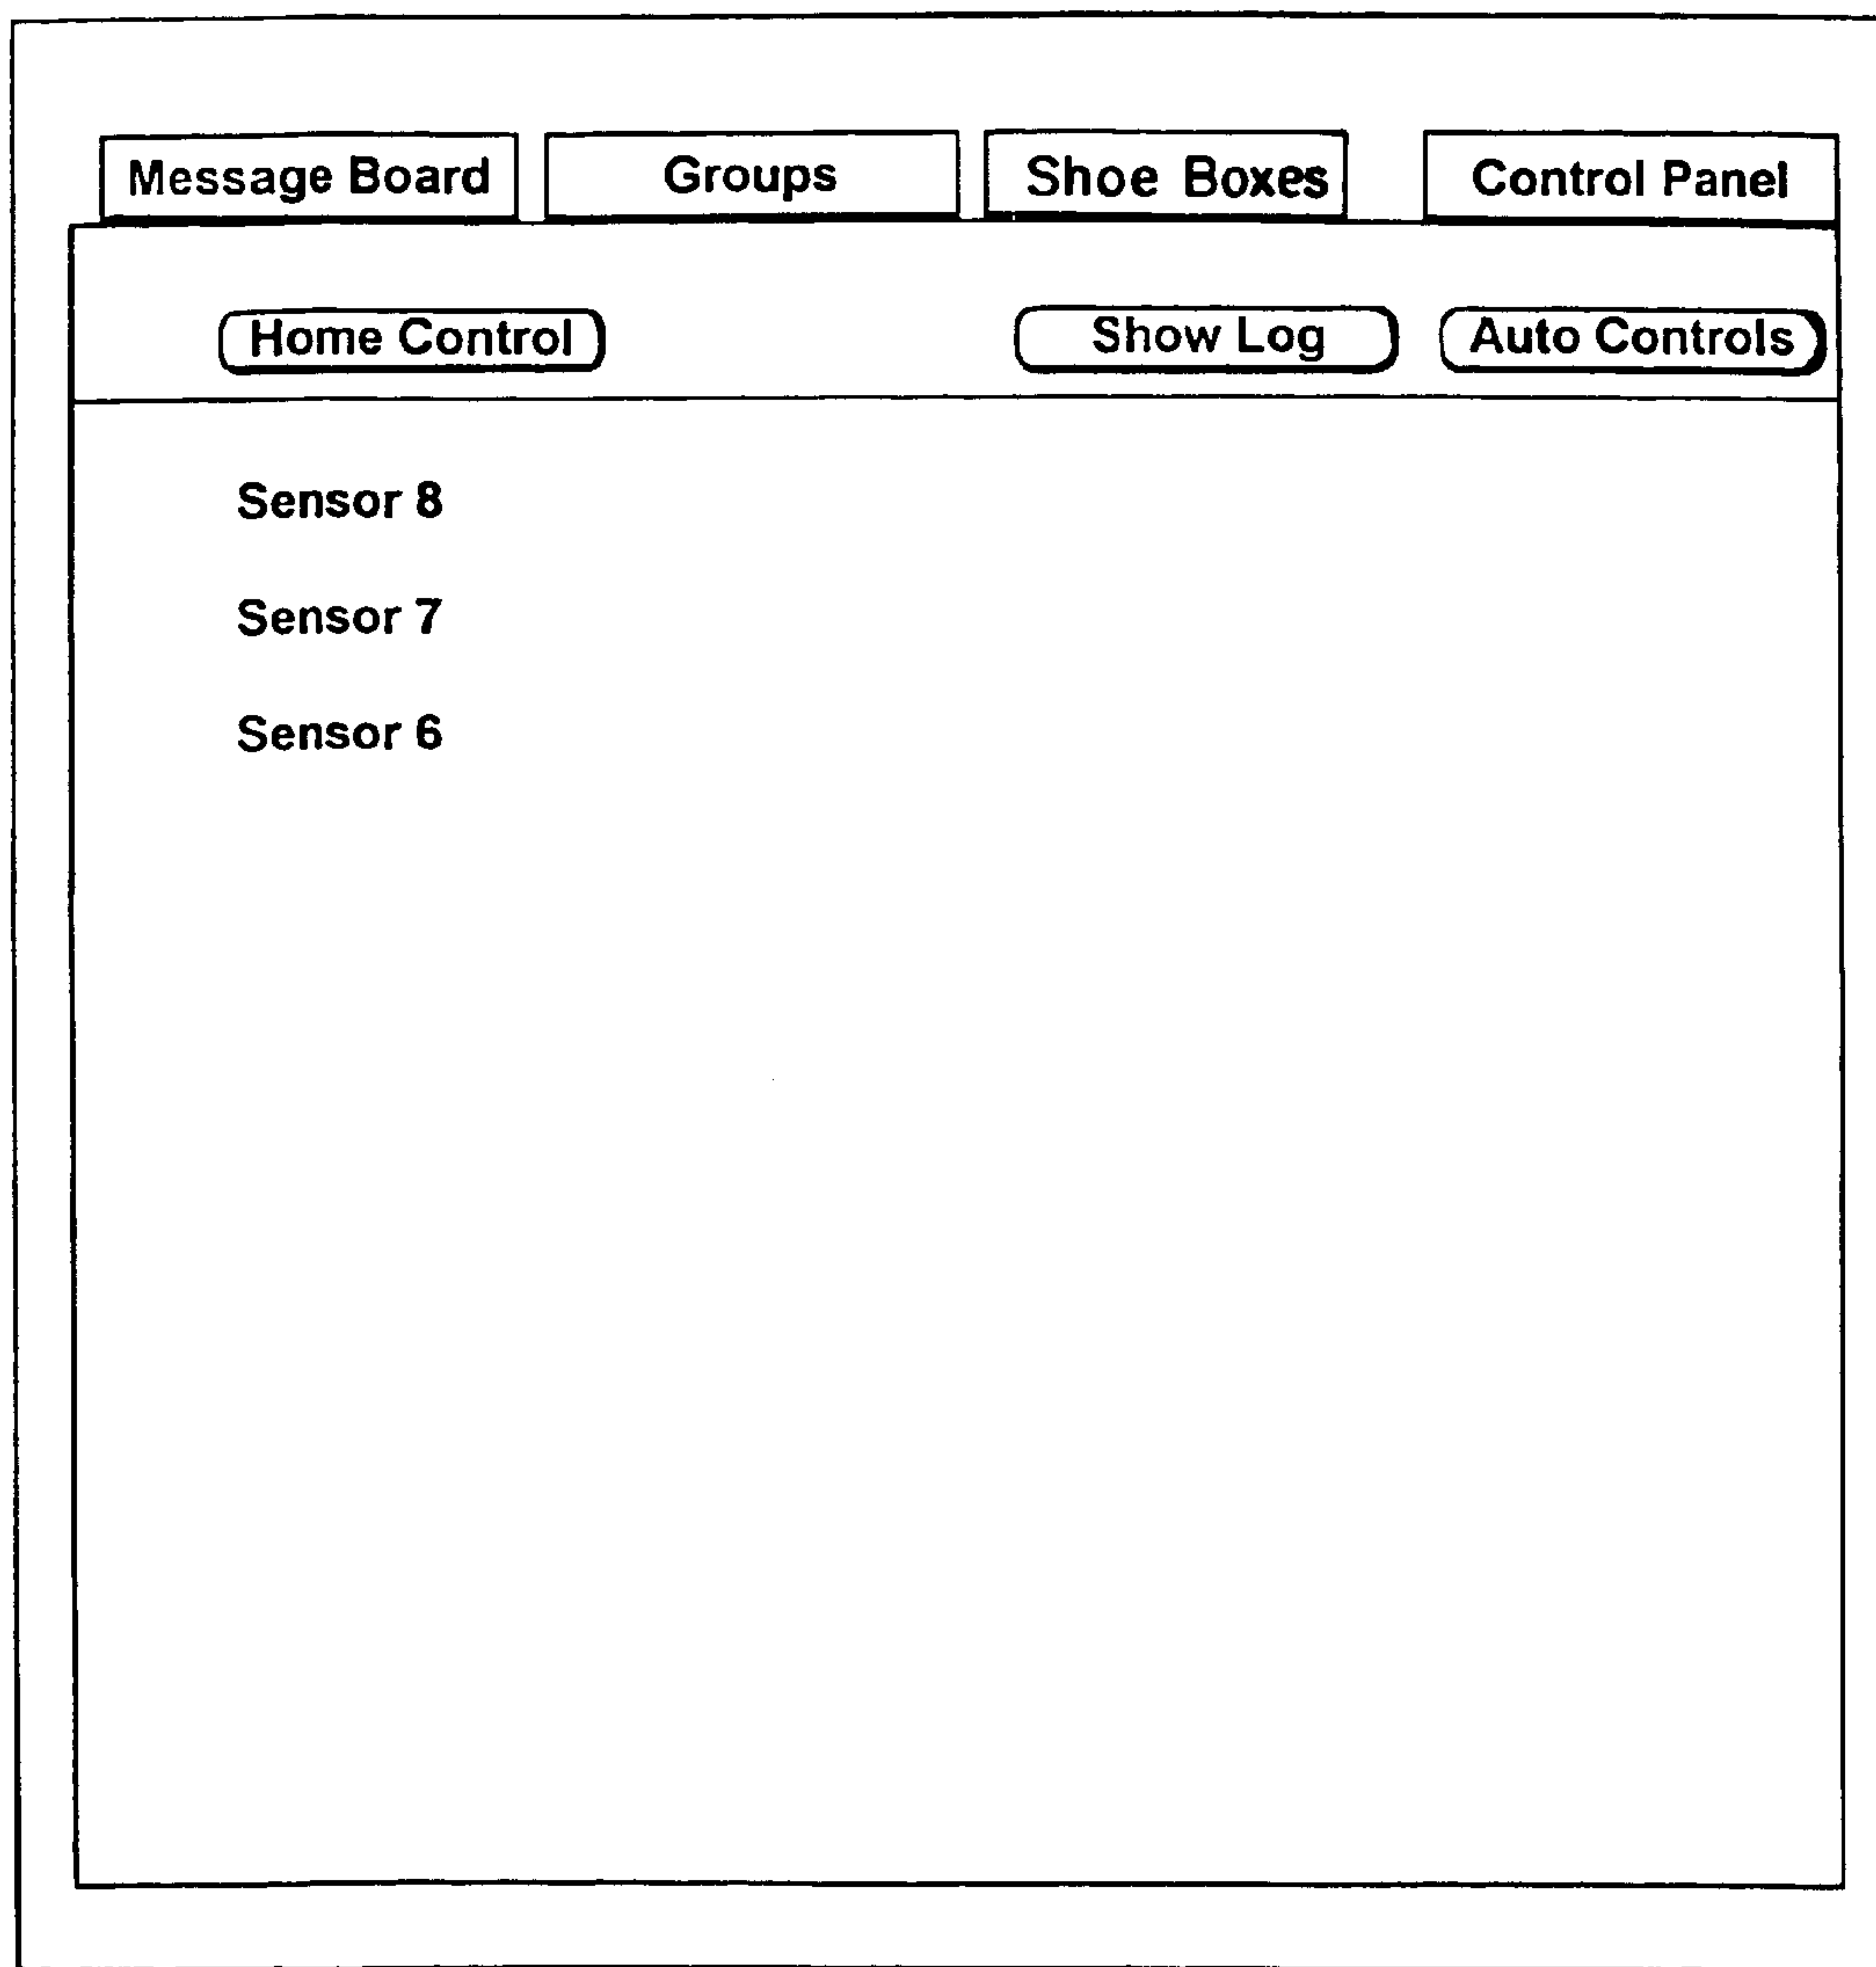 Message Board Groups Shoe Boxes Control Panel
Home Control Show Log Auto Controls
Sensor 8
Sensor 7
Sensor 6